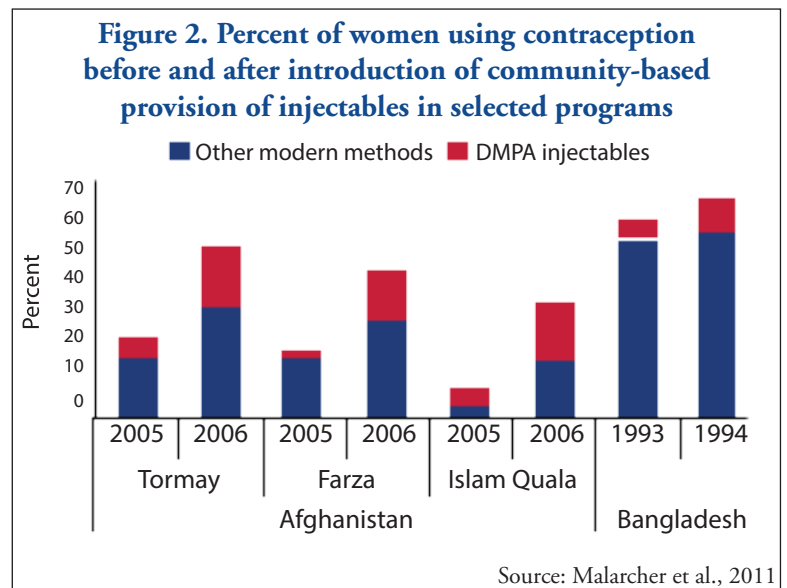 Figure 2. Percent of women using contraception
before and after introduction of community-based
provision of injectables in selected programs
Other modern methods DMPA injectables
70
60
50
40
30
20
10
0
Percent
2005 2006 2005 2006 2005 2006 1993 1994
Tormay Farza Islam Quala
Afghanistan Bangladesh
Source: Malarcher et al., 2011